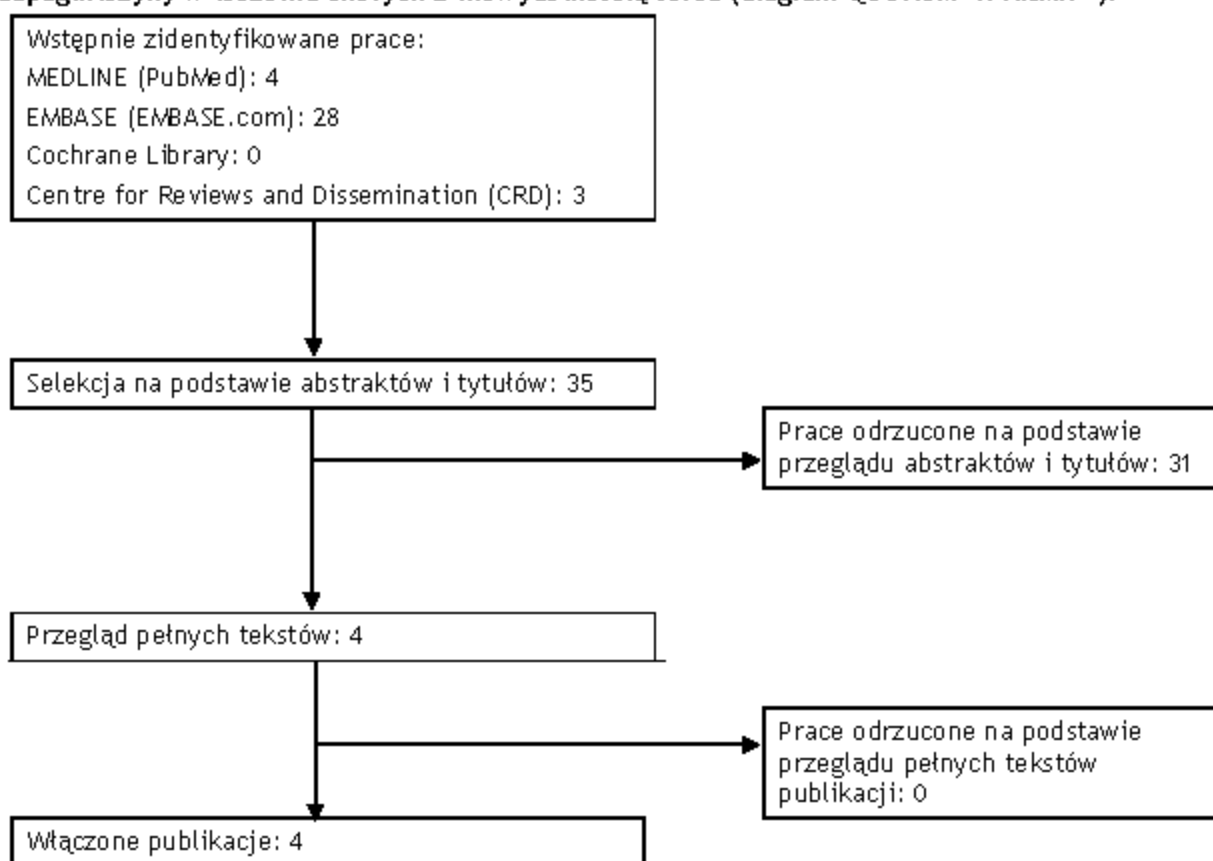 Wstępnie zidentyfikowane prace:
MEDLINE (PubMed): 4
EMBASE (EMBASE.com): 28
Cochrane Library: 0
Centre for Reviews and Dissemination (CRD): 3
Selekcja na podstawie abstraktów i tytułów: 35
Prace odrzucone na podstawie
przeglądu abstraktów i tytułów: 31
Przegląd pełnych tekstów: 4
Prace odrzucone na podstawie
przeglądu pełnych tekstów
publikacji: 0
Włączone publikacje: 4